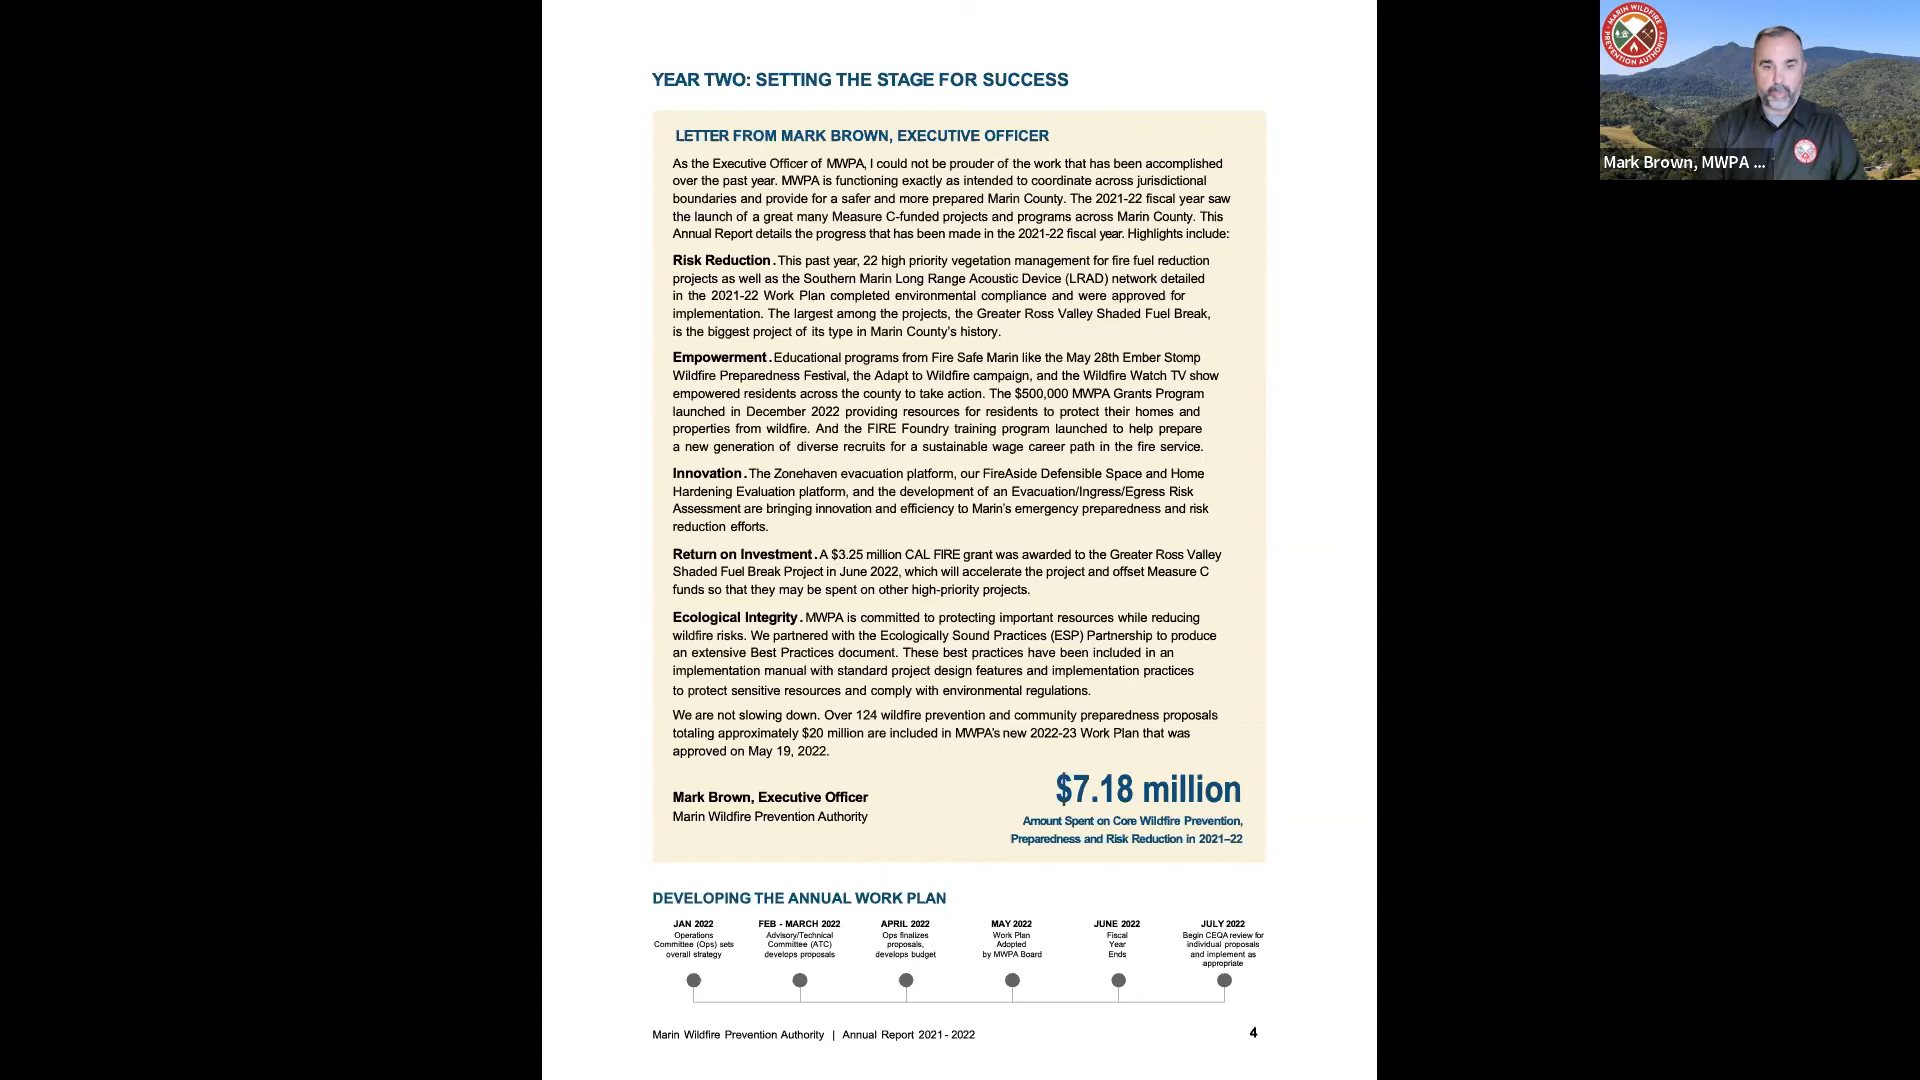 YEAR TWO: SETTING THE STAGE FOR SUCCESS
LETTER FROM MARK BROWN, EXECUTIVE OFFICER
As the Executive Officer of MWPA, I could not be prouder of the work that has been accomplished
over the past year. MWPA is functioning exactly as intended to coordinate across jurisdictional
boundaries and provide for a safer and more prepared Marin County. The 2021-22 fiscal year saw
the launch of a great many Measure C-funded projects and programs across Marin County. This
Annual Report details the progress that has been made in the 2021-22 fiscal year. Highlights include:
Risk Reduction. This past year, 22 high priority vegetation management for fire fuel reduction
projects as well as the Southern Marin Long Range Acoustic Device (LRAD) network detailed
in the 2021-22 Work Plan completed environmental compliance and were approved for
implementation. The largest among the projects, the Greater Ross Valley Shaded Fuel Break,
is the biggest project of its type in Marin County's history.
Empowerment. Educational programs from Fire Safe Marin like the May 28th Ember Stomp
Wildfire Preparedness Festival, the Adapt to Wildfire campaign, and the Wildfire Watch TV show
empowered residents across the county to take action. The $500,000 MWPA Grants Program
launched in December 2022 providing resources for residents to protect their homes and
properties from wildfire. And the FIRE Foundry training program launched to help prepare
a new generation of diverse recruits for a sustainable wage career path in the fire service.
Innovation. The Zonehaven evacuation platform, our FireAside Defensible Space and Home
Hardening Evaluation platform, and the development of an Evacuation/Ingress/Egress Risk
Assessment are bringing innovation and efficiency to Marin's emergency preparedness and risk
reduction efforts.
Return on Investment. A $3.25 million CAL FIRE grant was awarded to the Greater Ross Valley
Shaded Fuel Break Project in June 2022, which will accelerate the project and offset Measure C
funds so that they may be spent on other high-priority projects.
Ecological Integrity. MWPA is committed to protecting important resources while reducing
wildfire risks. We partnered with the Ecologically Sound Practices (ESP) Partnership to produce
an extensive Best Practices document. These best practices have been included in an
implementation manual with standard project design features and implementation practices
to protect sensitive resources and comply with environmental regulations.
We are not slowing down. Over 124 wildfire prevention and community preparedness proposals
totaling approximately $20 million are included in MWPA's new 2022-23 Work Plan that was
approved on May 19, 2022.
Mark Brown, Executive Officer
Marin Wildfire Prevention Authority
$7.18 million
Amount Spent on Core Wildfire Prevention,
Preparedness and Risk Reduction in 2021–22
DEVELOPING THE ANNUAL WORK PLAN
JAN 2022
Operations
Committee (Ops) sets
overall strategy
FEB - MARCH 2022
Advisory/Technical
Committee (ATC)
develops proposals
APRIL 2022
Ops finalizes
proposals,
develops budget
MAY 2022
Work Plan
Adopted
by MWPA Board
JUNE 2022
Fiscal
Year
Ends
JULY 2022
Begin CEQA review for
individual proposals
and implement as
appropriate
Marin Wildfire Prevention Authority | Annual Report 2021 - 2022
4
MARIN WILDFIRE
PREVENTION AUTHORITY
Mark Brown, MWPA ...